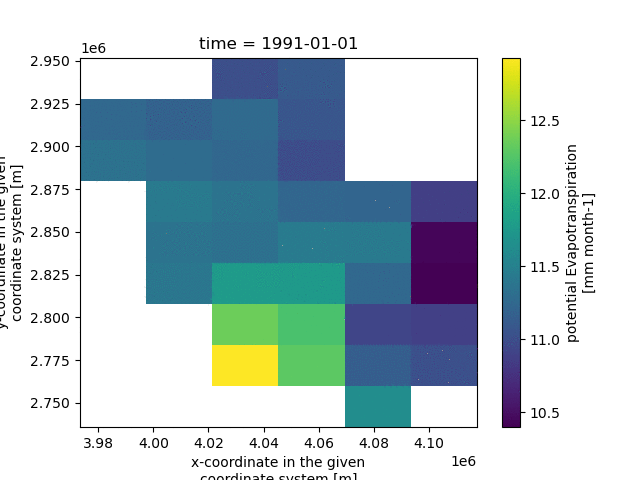 time = 1991-01-01
1e6
2.950
2.925
2.900
2.875
2.850
2.825
2.800
2.775
2.750
y-coordinate in the given
coordinate system [m]
3.98
4.00
4.02
4.04
4.06
4.08
4.10
1e6
x-coordinate in the given
coordinate system [m]
12.5
12.0
11.5
11.0
10.5
potential Evapotranspiration
[mm month-1]